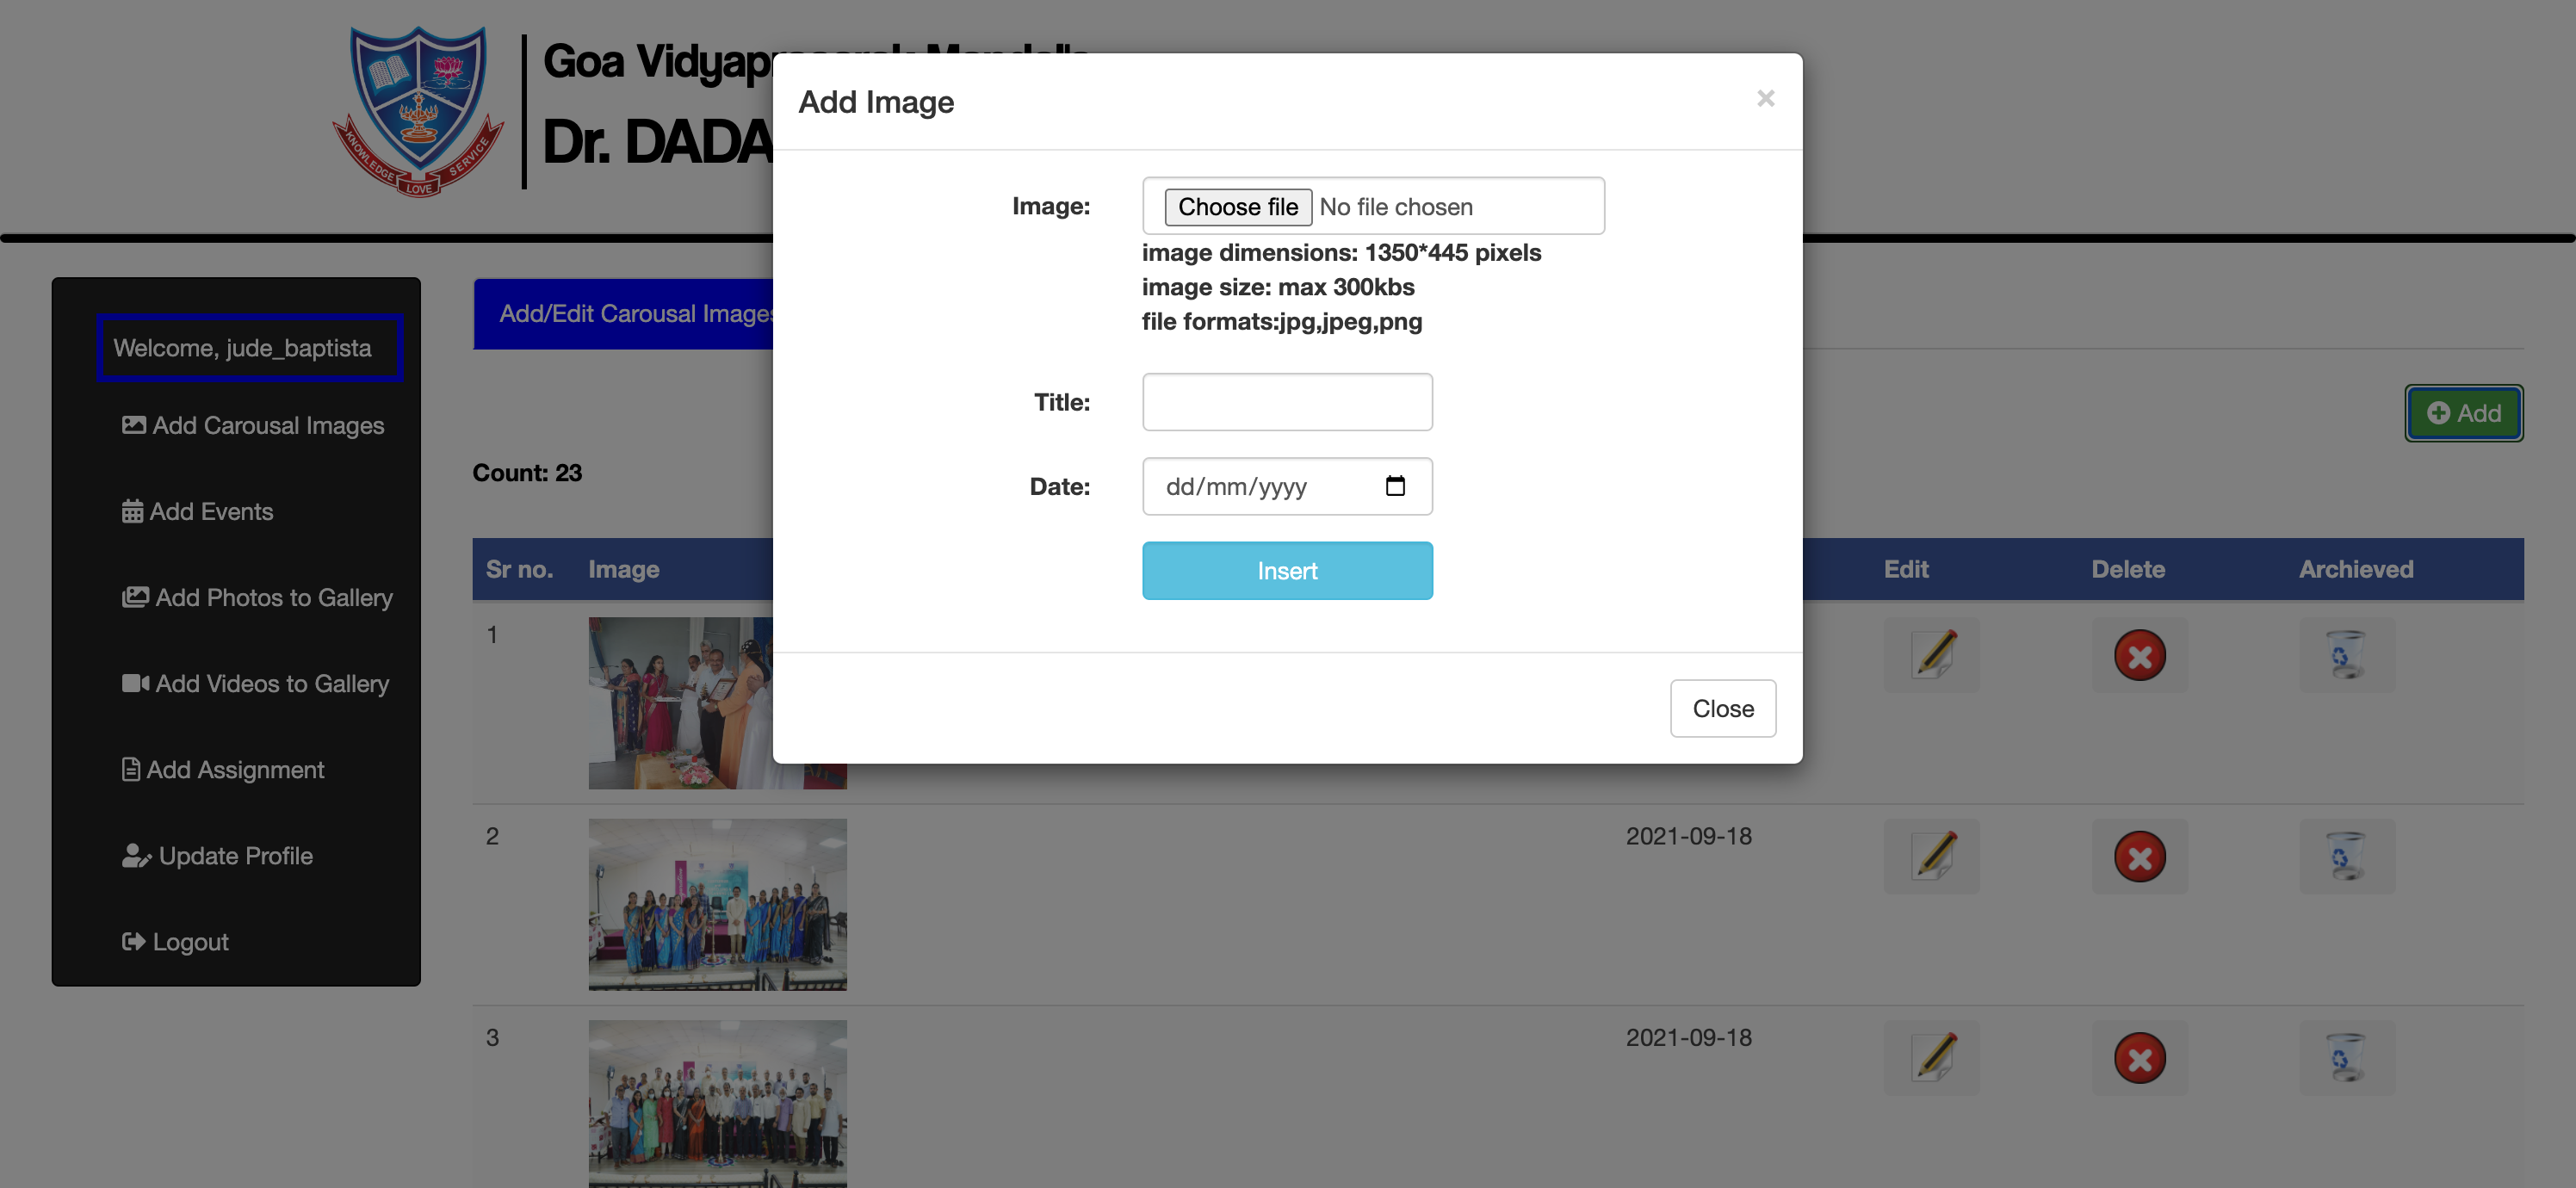 KNOWLEDGE LOVE SERVICE
Goa Vidyap
Dr. DADA
Add Image
×
Image:
Choose file No file chosen
image dimensions: 1350*445 pixels
image size: max 300kbs
file formats:jpg,jpeg,png
Title:
Date:
dd/mm/yyyy
Insert
Close
Welcome, jude_baptista
Add Carousal Images
Add Events
Add Photos to Gallery
Add Videos to Gallery
Add Assignment
Update Profile
Logout
Add/Edit Carousal Images
Add
Count: 23
Sr no. Image Edit Delete Archieved
1
2 2021-09-18
3 2021-09-18